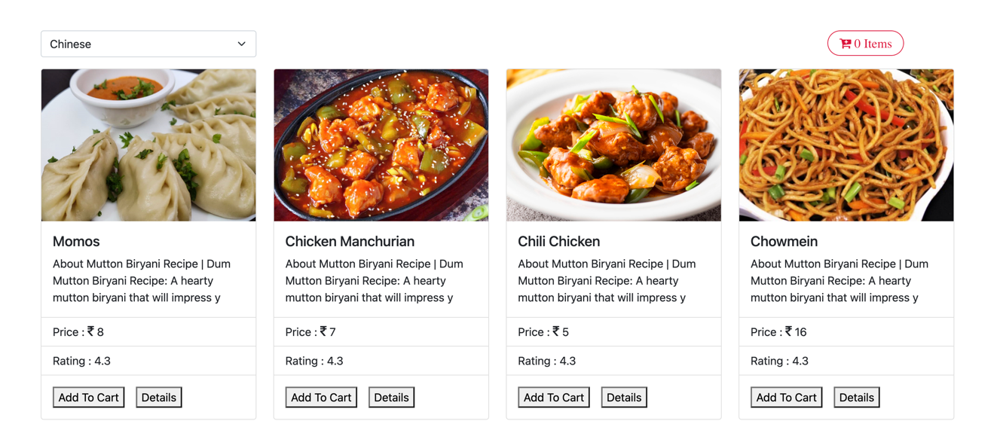 Chinese
0 Items
Momos
About Mutton Biryani Recipe | Dum
Mutton Biryani Recipe: A hearty
mutton biryani that will impress y
Price : ₹ 8
Rating : 4.3
Add To Cart
Details
Chicken Manchurian
About Mutton Biryani Recipe | Dum
Mutton Biryani Recipe: A hearty
mutton biryani that will impress y
Price : ₹ 7
Rating : 4.3
Add To Cart
Details
Chili Chicken
About Mutton Biryani Recipe | Dum
Mutton Biryani Recipe: A hearty
mutton biryani that will impress y
Price : ₹ 5
Rating : 4.3
Add To Cart
Details
Chowmein
About Mutton Biryani Recipe | Dum
Mutton Biryani Recipe: A hearty
mutton biryani that will impress y
Price : ₹ 16
Rating : 4.3
Add To Cart
Details